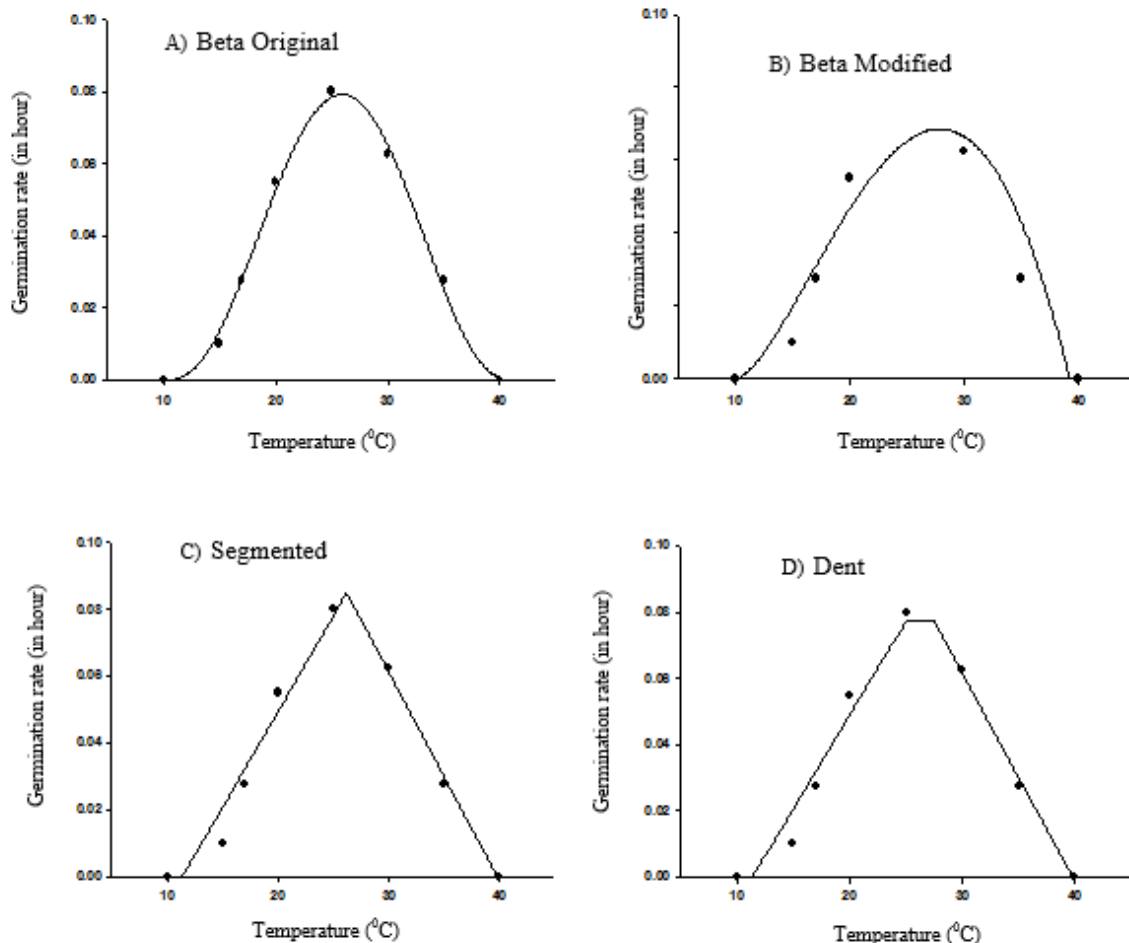 A) Beta Original
Germination rate (in hour)
0.10
0.08
0.06
0.04
0.02
0.00
10 20 30 40
Temperature (⁰C)
B) Beta Modified
Germination rate (in hour)
0.10
0.00
10 20 30 40
Temperature (⁰C)
C) Segmented
Germination rate (in hour)
0.10
0.08
0.06
0.04
0.02
0.00
10 20 30 40
Temperature (⁰C)
D) Dent
Germination rate (in hour)
0.10
0.08
0.06
0.04
0.02
0.00
10 20 30 40
Temperature (⁰C)